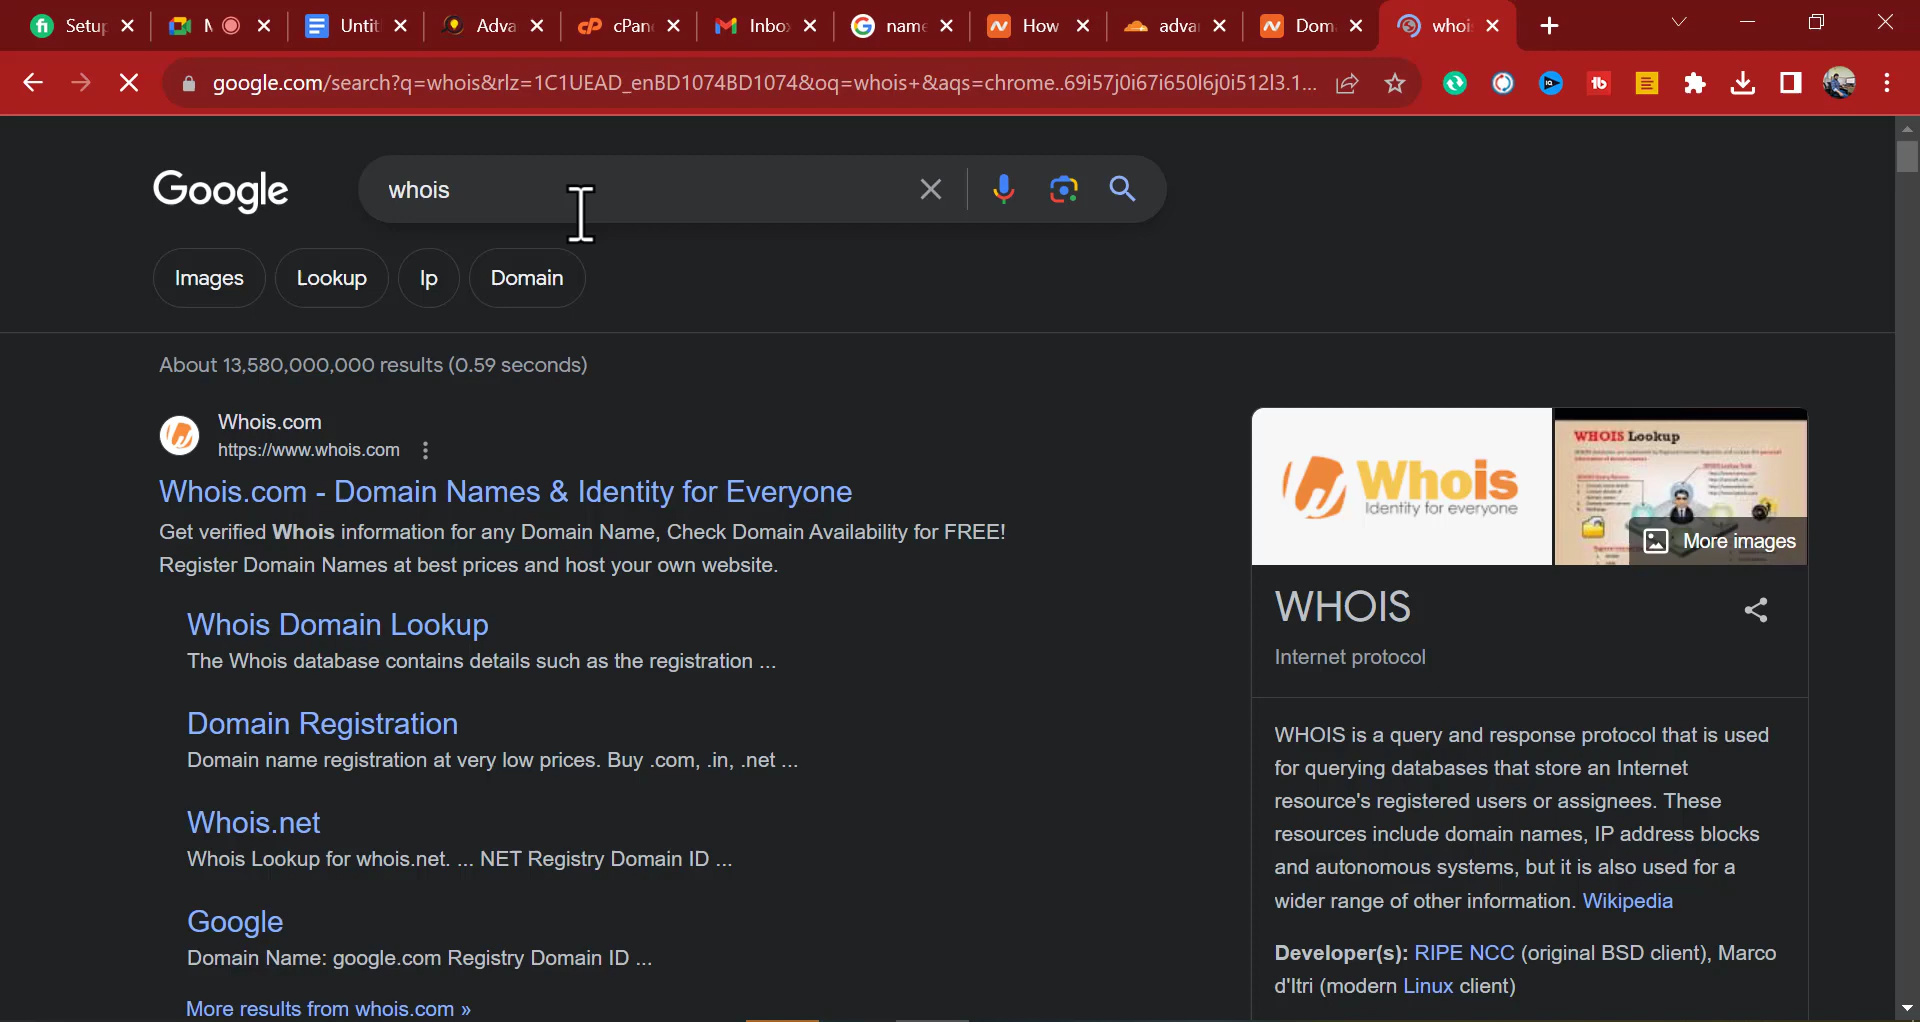 Setup
M
Untit
Adva
cPan
Inbo
name
How
adva
Dom
whoi
google.com/search?q=whois&rlz=1C1UEAD_enBD1074BD1074&oq=whois+&aqs=chrome..69i57j0i67i650l6j0i512l3.1...
Google
whois
Images
Lookup
Ip
Domain
About 13,580,000,000 results (0.59 seconds)
Whois.com
https://www.whois.com
Whois.com - Domain Names & Identity for Everyone
Get verified Whois information for any Domain Name, Check Domain Availability for FREE!
Register Domain Names at best prices and host your own website.
Whois Domain Lookup
The Whois database contains details such as the registration ...
Domain Registration
Domain name registration at very low prices. Buy .com, .in, .net ...
Whois.net
Whois Lookup for whois.net. ... NET Registry Domain ID ...
Google
Domain Name: google.com Registry Domain ID ...
More results from whois.com »
Whois
Identity for everyone
WHOIS Lookup
More images
WHOIS
Internet protocol
WHOIS is a query and response protocol that is used
for querying databases that store an Internet
resource's registered users or assignees. These
resources include domain names, IP address blocks
and autonomous systems, but it is also used for a
wider range of other information. Wikipedia
Developer(s): RIPE NCC (original BSD client), Marco
d'Itri (modern Linux client)